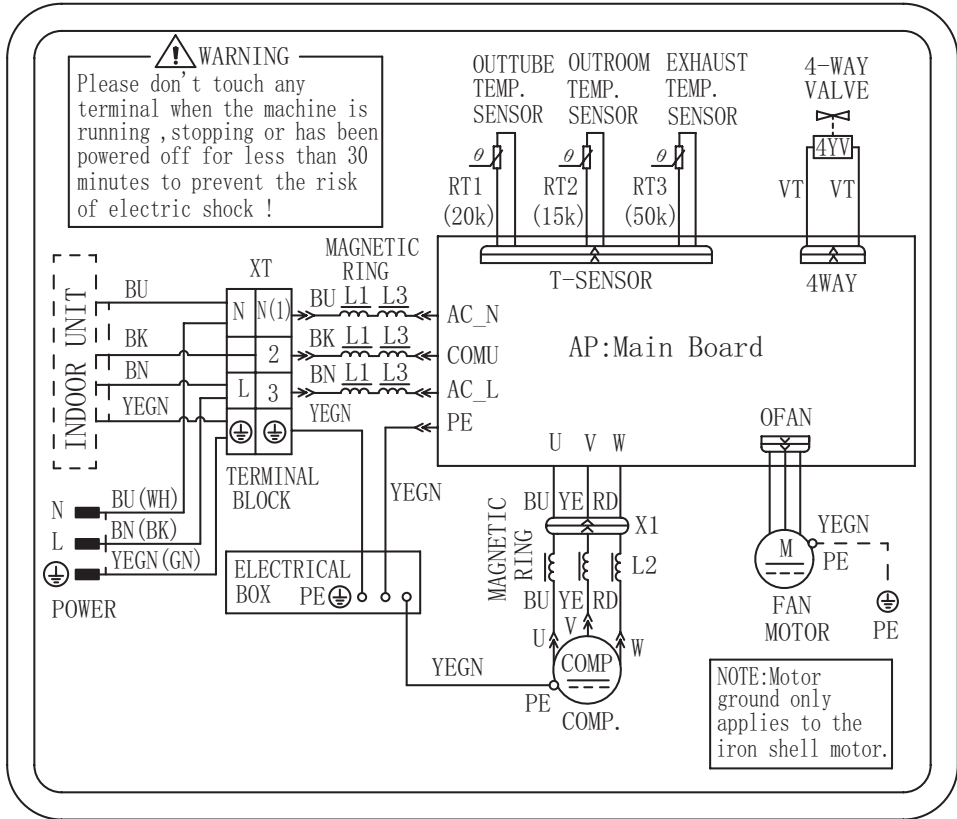 WARNING
Please don't touch any
terminal when the machine is
running ,stopping or has been
powered off for less than 30
minutes to prevent the risk
of electric shock !
OUTTUBE
TEMP.
SENSOR
OUTROOM
TEMP.
SENSOR
EXHAUST
TEMP.
SENSOR
4-WAY
VALVE
4YV
VT VT
θ θ θ
RT1
(20k)
RT2
(15k)
RT3
(50k)
T-SENSOR
4WAY
AP:Main Board
INDOOR UNIT
BU
BK
BN
YEGN
XT
N N(1)
2
L 3
TERMINAL
BLOCK
MAGNETIC
RING
BU L1 L3
BK L1 L3
BN L1 L3
YEGN
AC_N
COMU
AC_L
PE
YEGN
N BU(WH)
L BN(BK)
YEGN(GN)
POWER
ELECTRICAL
BOX PE
YEGN
U V W
BU YE RD
X1
MAGNETIC
RING
L2
BU YE RD
U V W
COMP
PE
COMP.
OFAN
M
YEGN
PE
FAN
MOTOR
PE
NOTE:Motor
ground only
applies to the
iron shell motor.